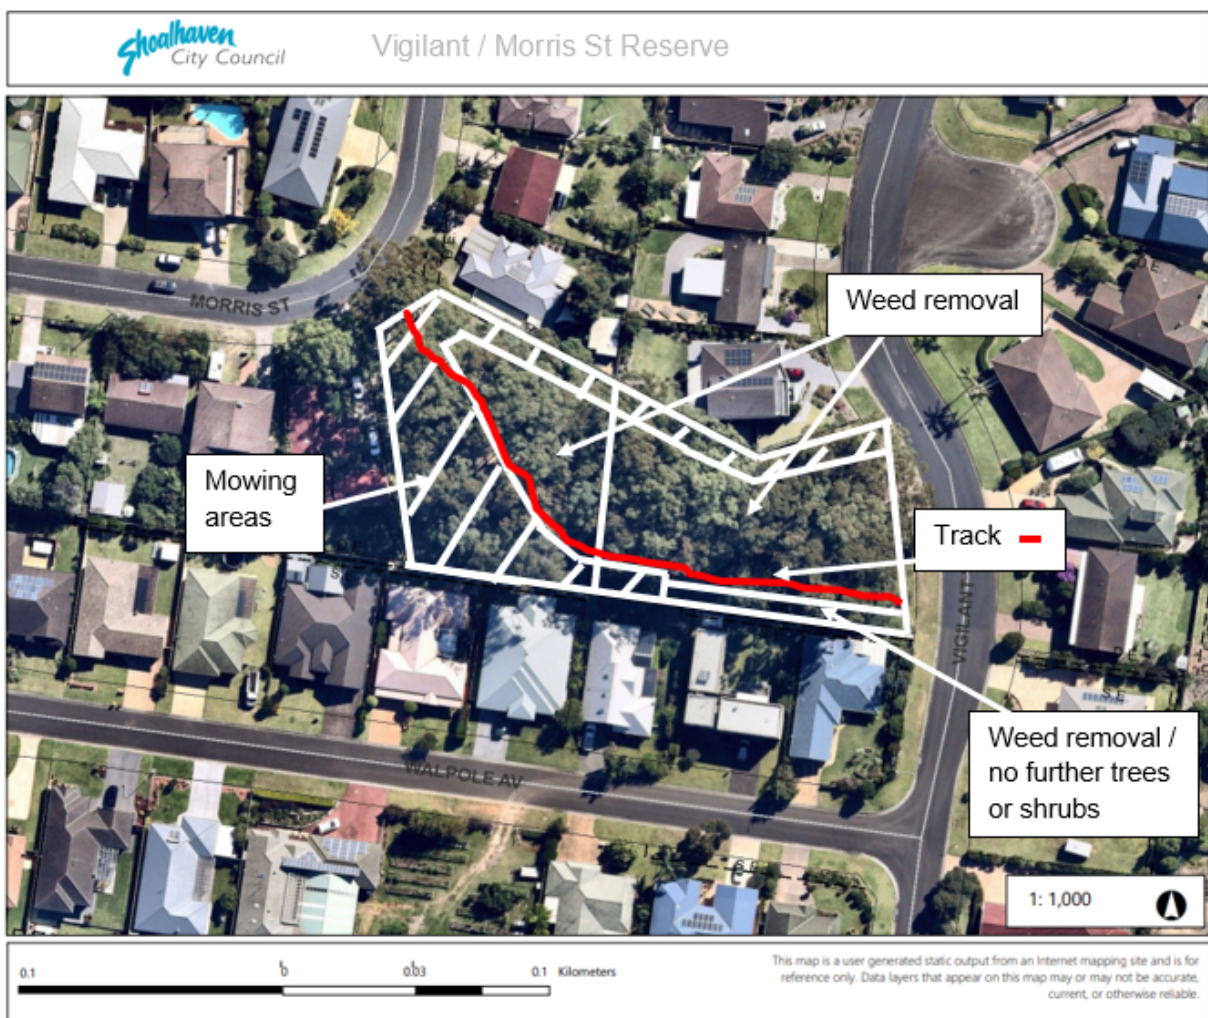 Shoalhaven
City Council
Vigilant / Morris St Reserve
MORRIS ST
Weed removal
Mowing
areas
Track
VIGILANT
Weed removal /
no further trees
or shrubs
WALPOLE AV
1: 1,000
0.1
0
0.03
0.1
Kilometers
This map is a user generated static output from an Internet mapping site and is for
reference only. Data layers that appear on this map may or may not be accurate,
current, or otherwise reliable.